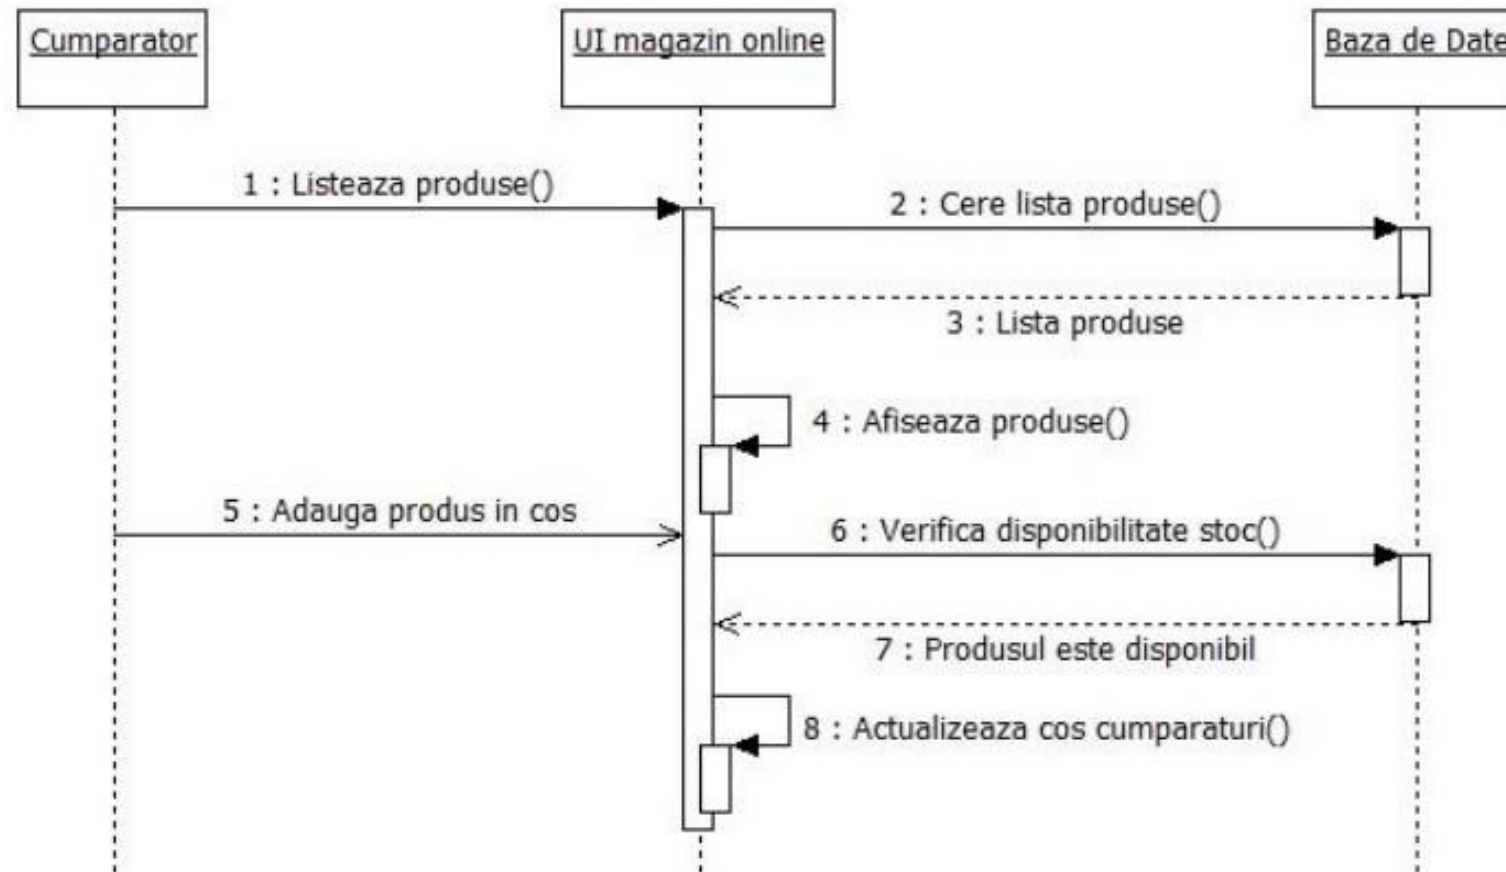 Cumparator
UI magazin online
Baza de Date
1 : Listeaza produse()
2 : Cere lista produse()
3 : Lista produse
4 : Afiseaza produse()
5 : Adauga produs in cos
6 : Verifica disponibilitate stoc()
7 : Produsul este disponibil
8 : Actualizeaza cos cumparaturi()